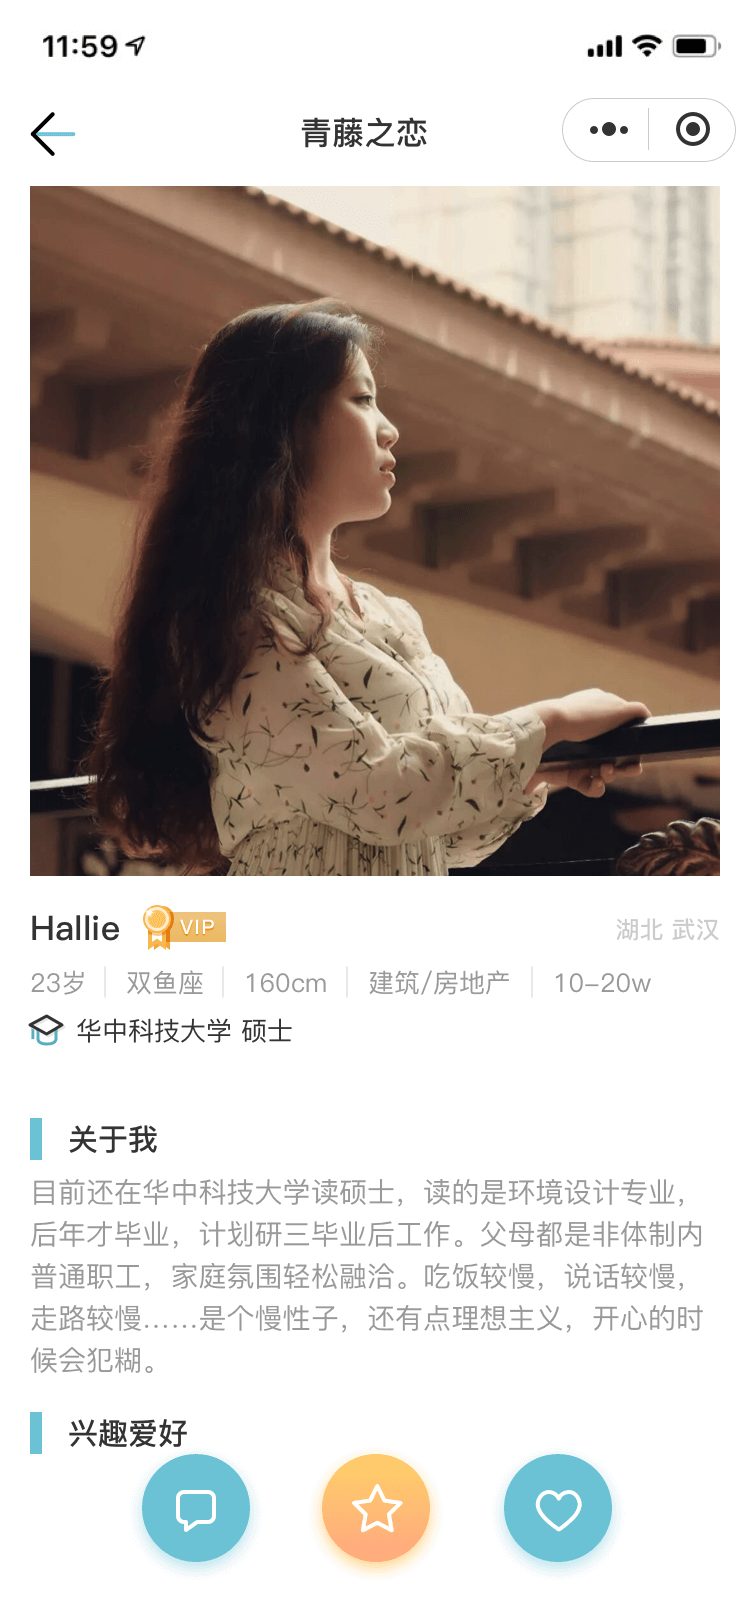 11:59
青藤之恋
Hallie VIP 湖北 武汉
23岁 双鱼座 160cm 建筑/房地产 10-20w
华中科技大学 硕士
关于我
目前还在华中科技大学读硕士，读的是环境设计专业，
后年才毕业，计划研三毕业后工作。父母都是非体制内
普通职工，家庭氛围轻松融洽。吃饭较慢，说话较慢，
走路较慢……是个慢性子，还有点理想主义，开心的时
候会犯糊。
兴趣爱好